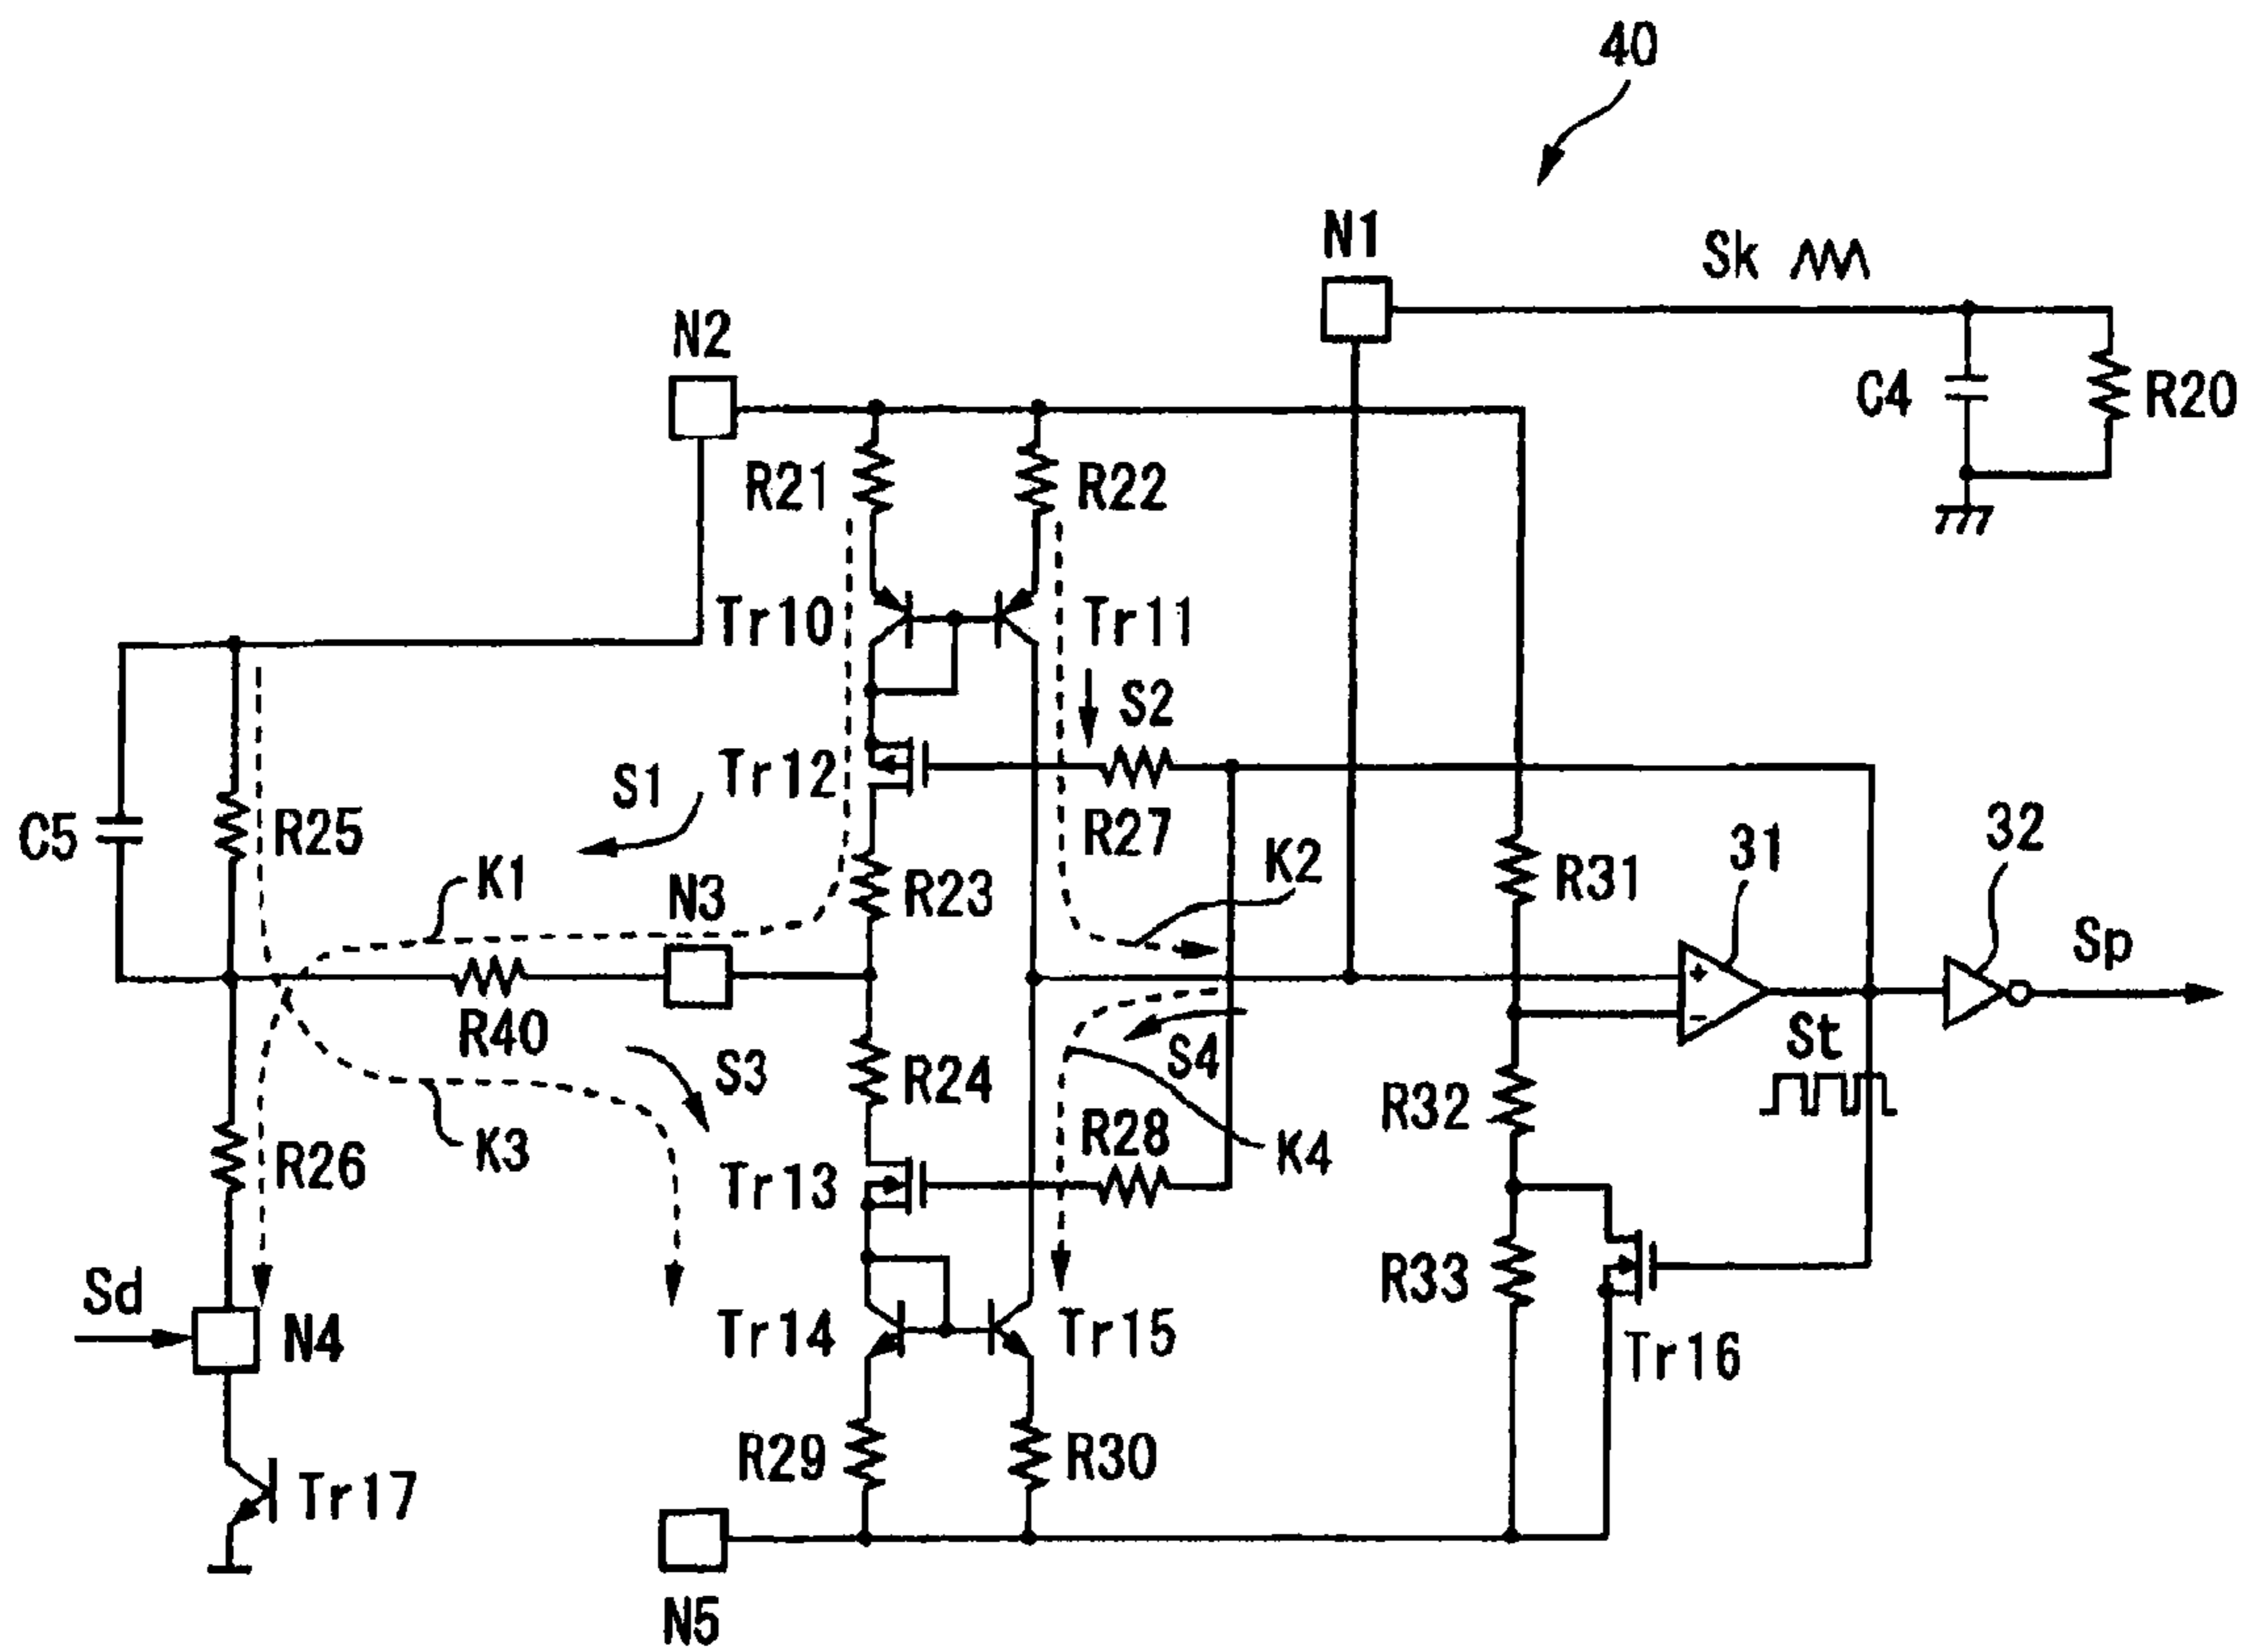 40
N1
Sk
N2
C4
R20
R21
R22
Tr10
Tr11
S2
Tr12
S1
R27
32
C5
R25
31
K1
N3
R23
K2
R31
Sp
R40
S3
R24
S4
St
R32
R28
K4
K3
R26
Tr13
R33
Sd
N4
Tr14
Tr15
Tr16
R29
R30
Tr17
N5